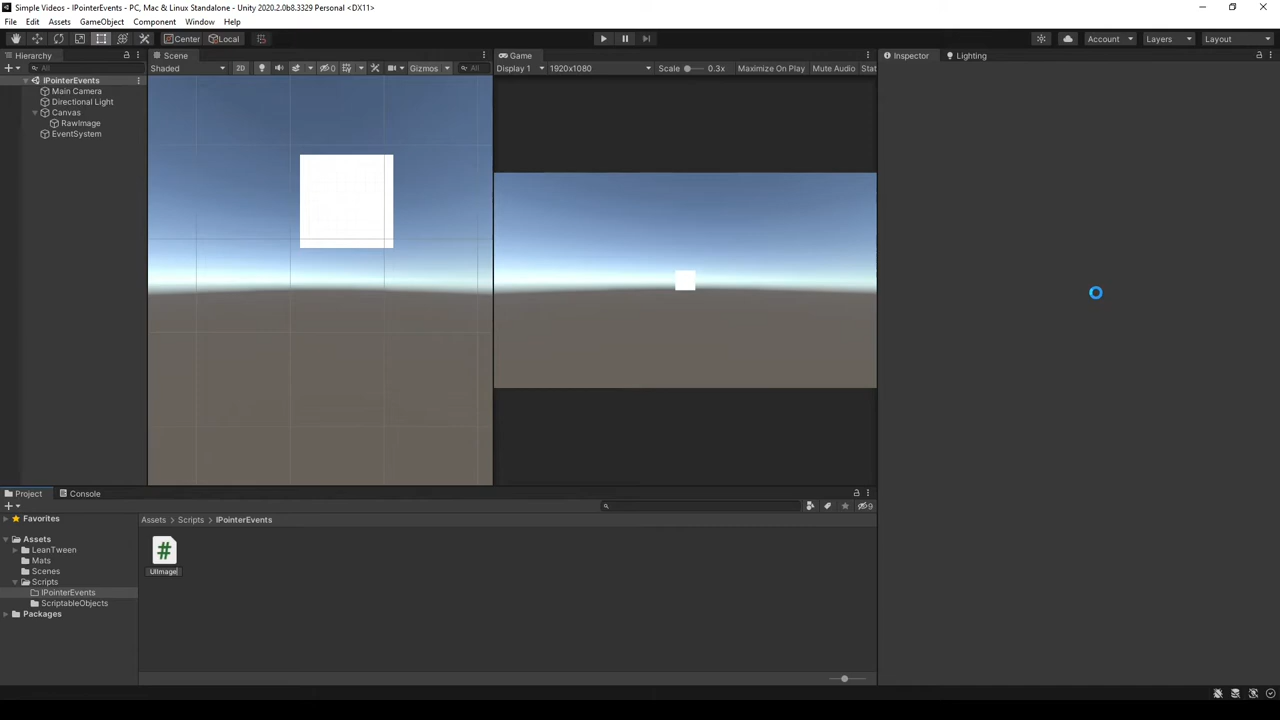 Simple Videos - IPointerEvents - PC, Mac & Linux Standalone - Unity 2020.2.0b8.3329 Personal <DX11>
File Edit Assets GameObject Component Window Help
Center Local Account Layers Layout
Hierarchy Scene Game Inspector Lighting
All Shaded 2D 0 Gizmos All Display 1 1920x1080 Scale 0.3x Maximize On Play Mute Audio Stat
IPointerEvents
Main Camera
Directional Light
Canvas
RawImage
EventSystem
Project Console
9
Favorites Assets > Scripts > IPointerEvents
Assets
LeanTween
Mats
Scenes
Scripts
IPointerEvents
ScriptableObjects
Packages
#
UIImage